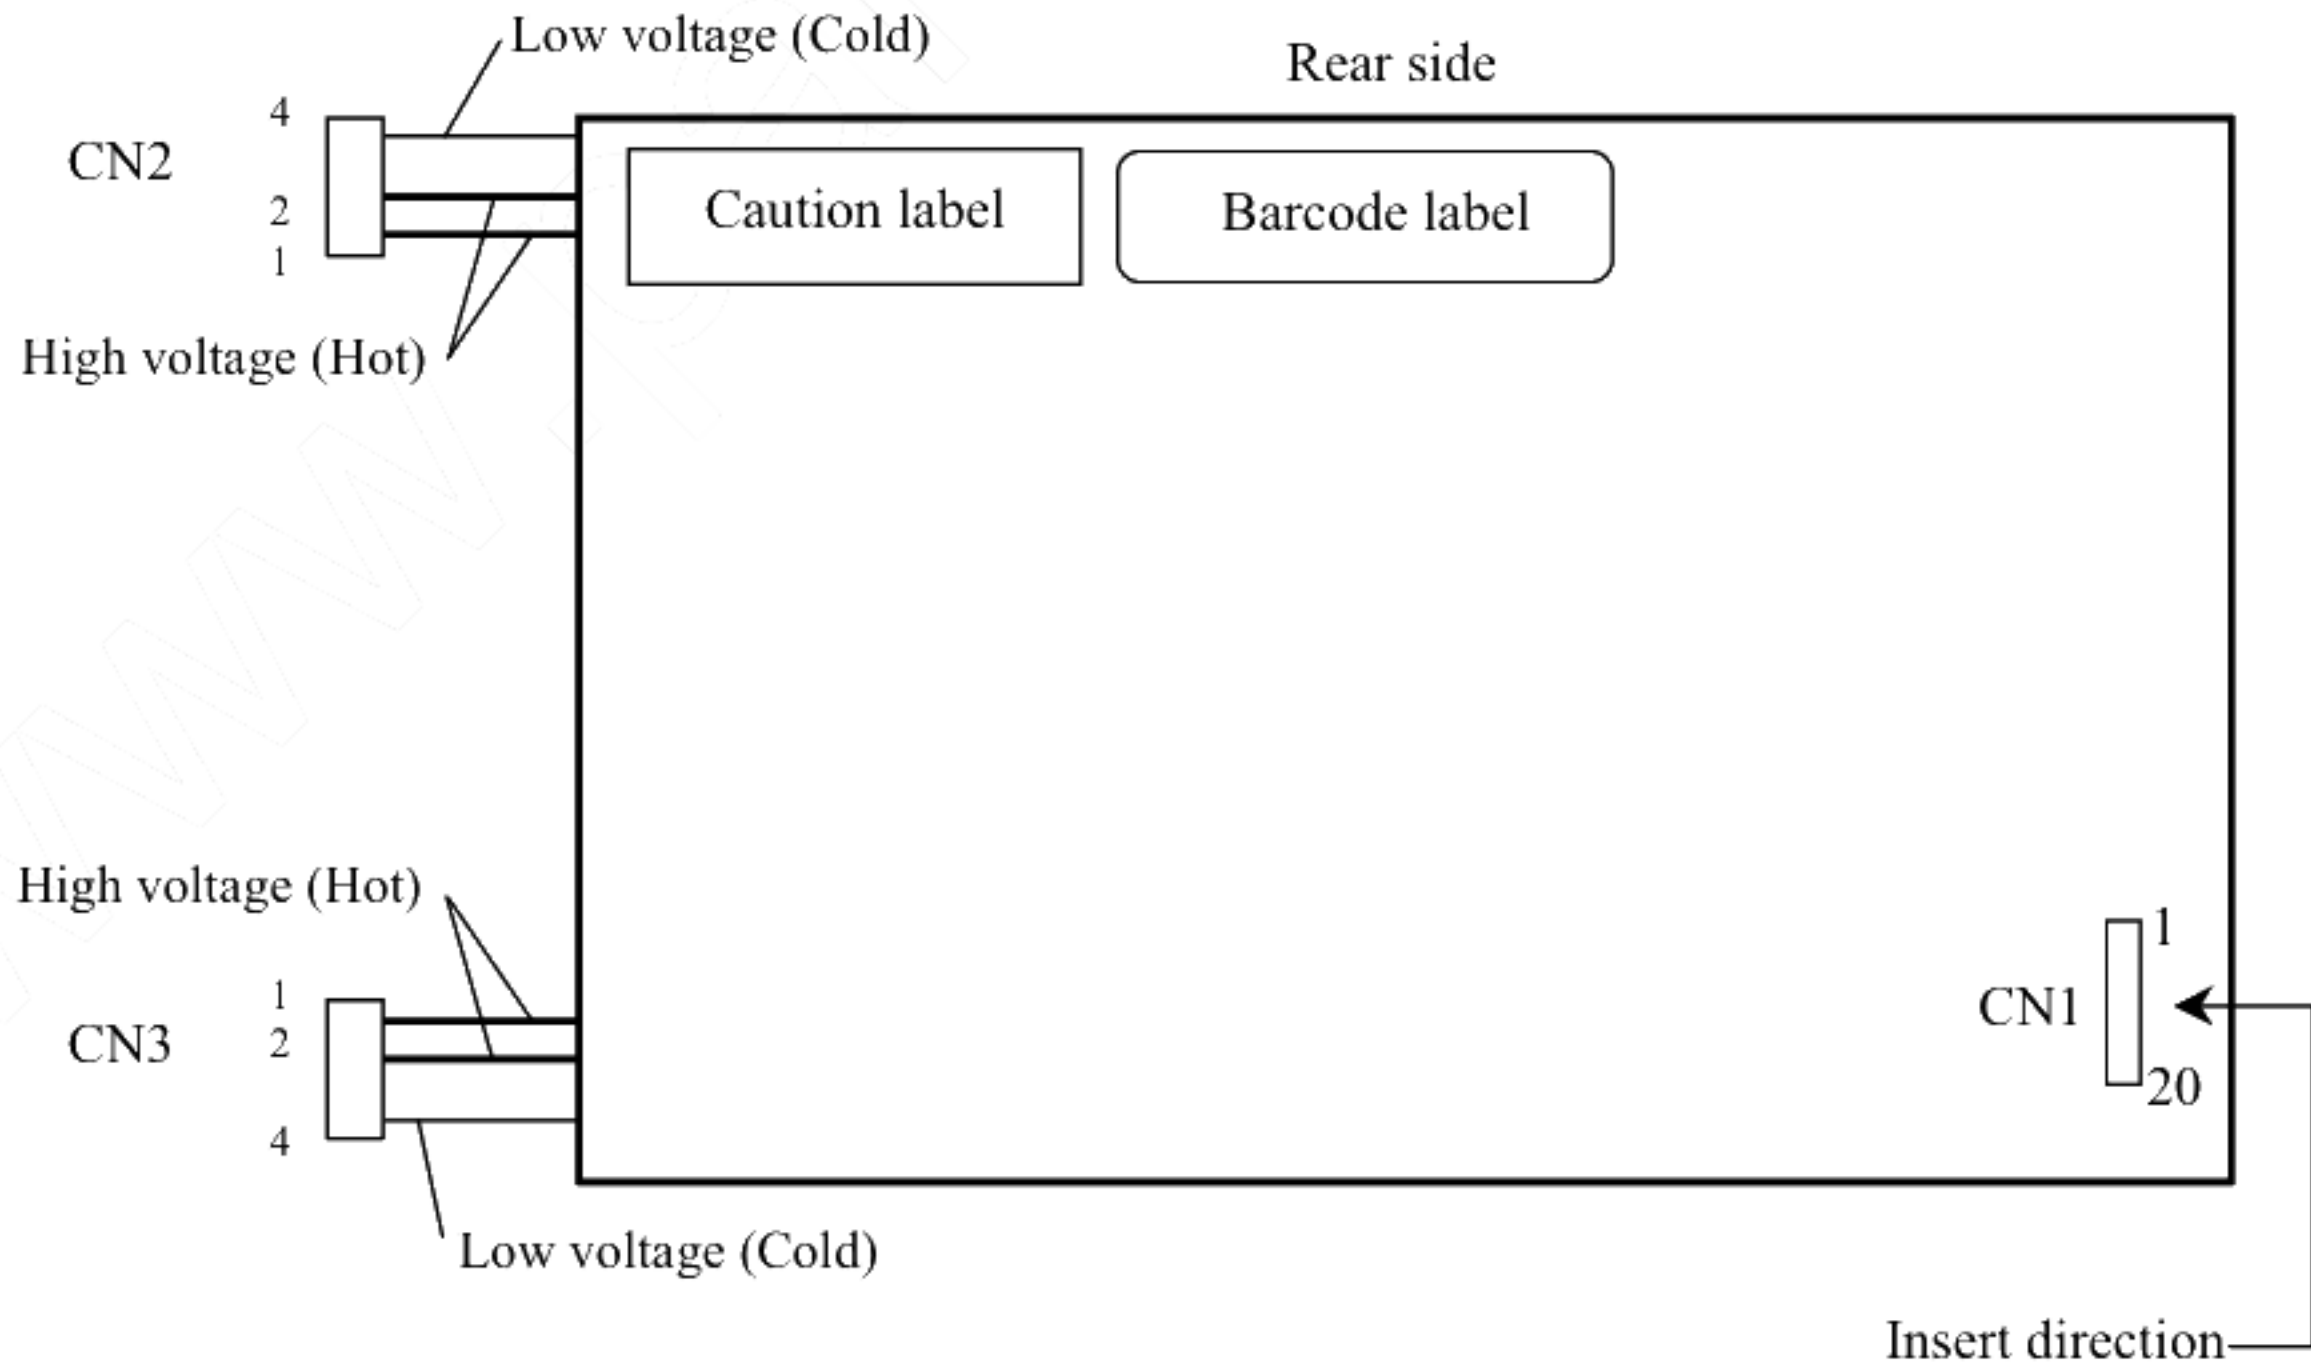 Low voltage (Cold)
Rear side
4
CN2
2
1
Caution label
Barcode label
High voltage (Hot)
High voltage (Hot)
1
CN3
2
4
1
CN1
20
Low voltage (Cold)
Insert direction